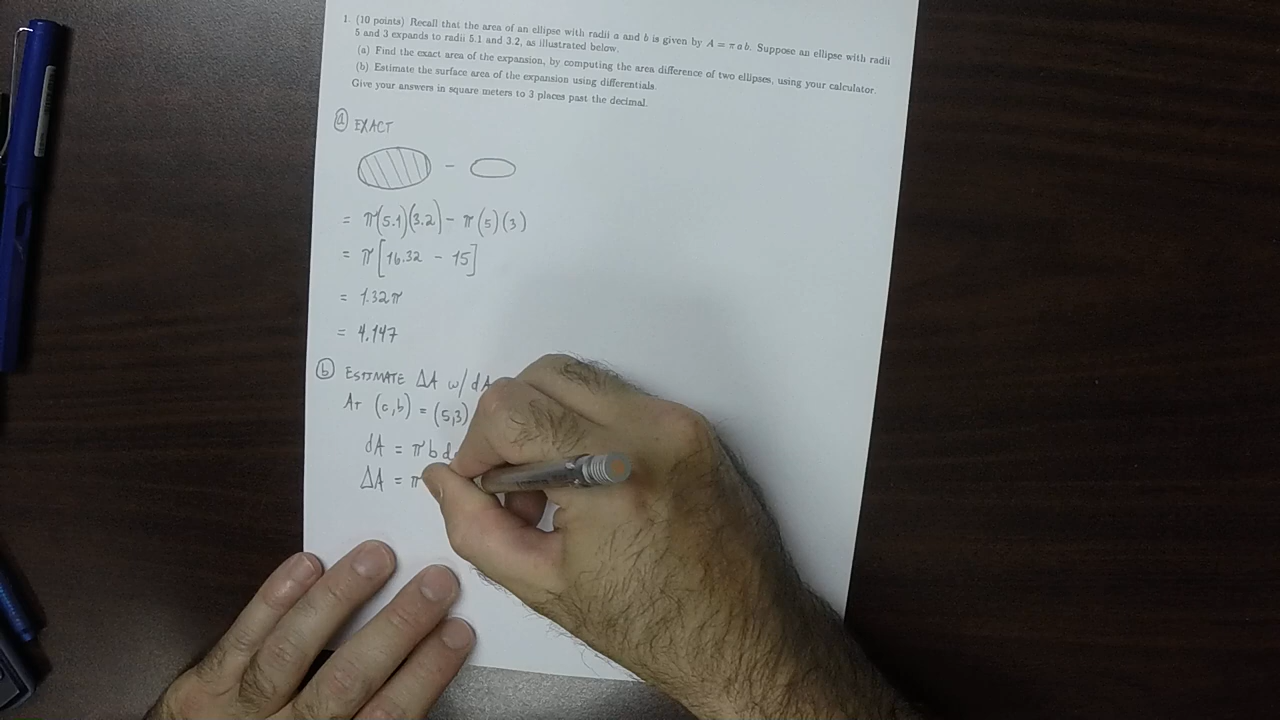 1. (10 points) Recall that the area of an ellipse with radii a and b is given by A = π a b. Suppose an ellipse with radii
5 and 3 expands to radii 5.1 and 3.2, as illustrated below.
(a) Find the exact area of the expansion, by computing the area difference of two ellipses, using your calculator.
(b) Estimate the surface area of the expansion using differentials.
Give your answers in square meters to 3 places past the decimal.
(a) EXACT
-
= π(5.1)(3.2) - π(5)(3)
= π[16.32 - 15]
= 1.32π
= 4.147
(b) ESTIMATE ΔA w/ dA
AT (a,b) = (5,3)
dA = π b d
ΔA = π